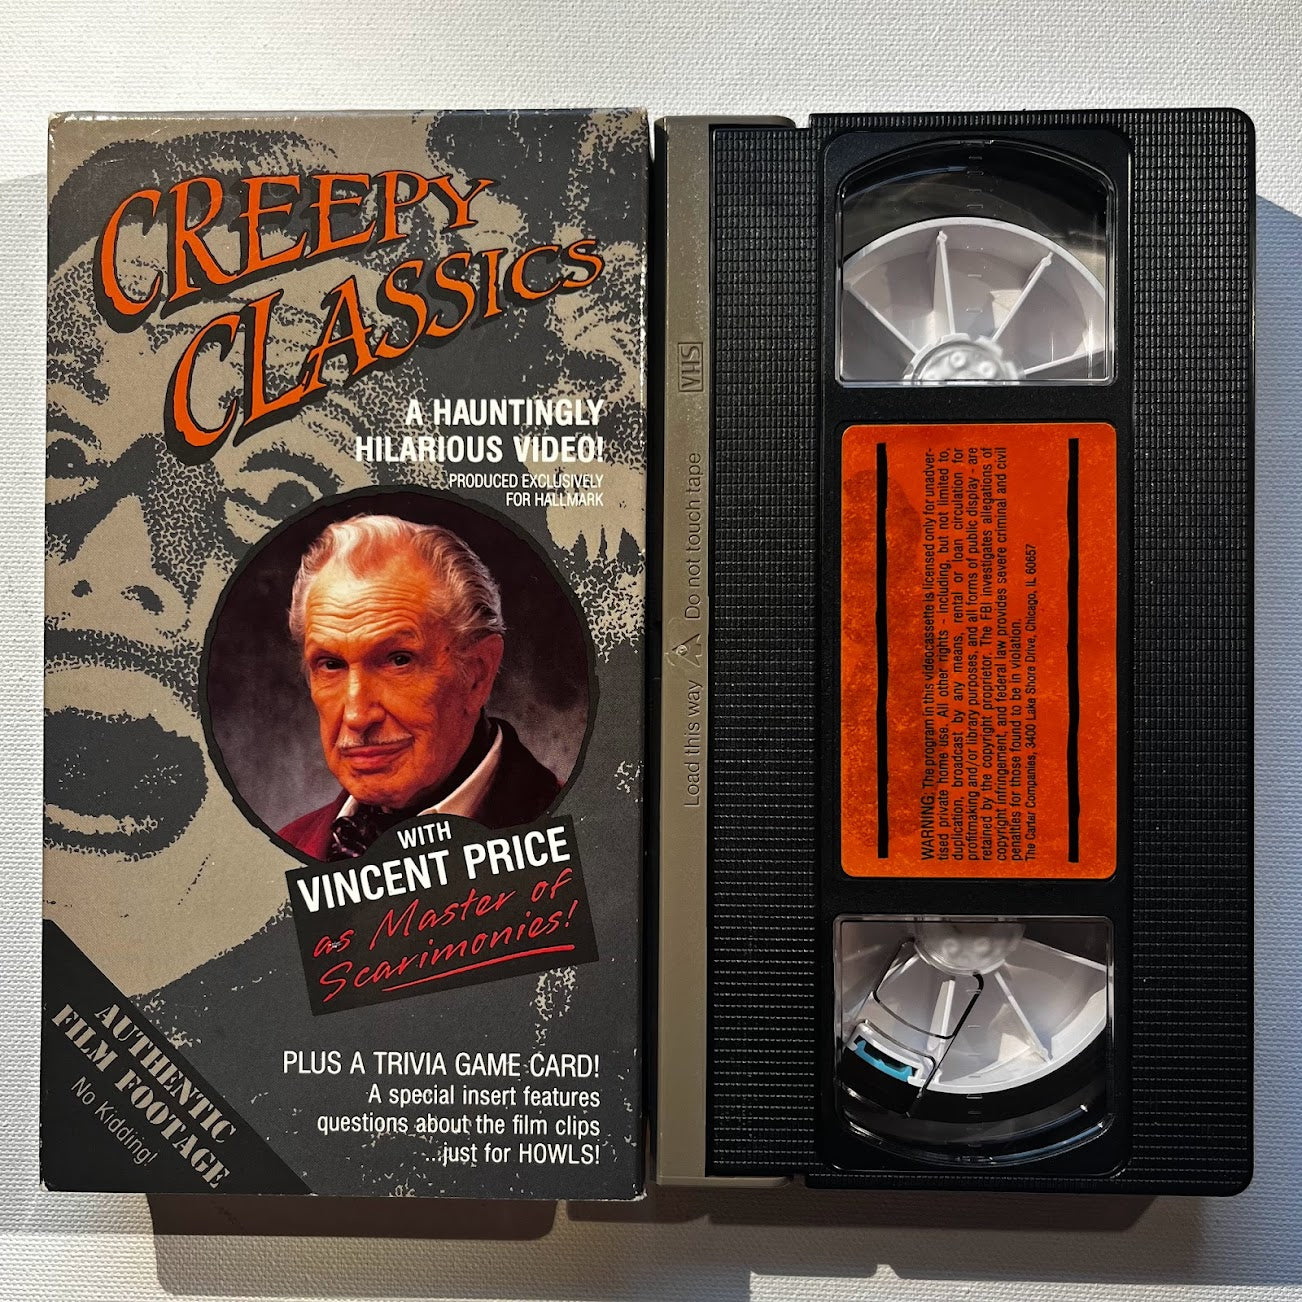 CREEPY
CLASSICS
A HAUNTINGLY
HILARIOUS VIDEO!
PRODUCED EXCLUSIVELY
FOR HALLMARK
WITH
VINCENT PRICE
as Master of
Scarimonies!
AUTHENTIC
FILM FOOTAGE
No Kidding!
PLUS A TRIVIA GAME CARD!
A special insert features
questions about the film clips
...just for HOWLS!
VHS
Load this way
Do not touch tape
WARNING: The program in this videocassette is licensed only for unadver-
tised private home use. All other rights - including, but not limited to,
duplication, broadcast by any means, rental or loan circulation for
profitmaking and/or library purposes, and all forms of public display - are
retained by the copyright proprietor. The FBI investigates allegations of
copyright infringement, and federal law provides severe criminal and civil
penalties for those found to be in violation.
The Carter Companies, 3400 Lake Shore Drive, Chicago, IL 60657